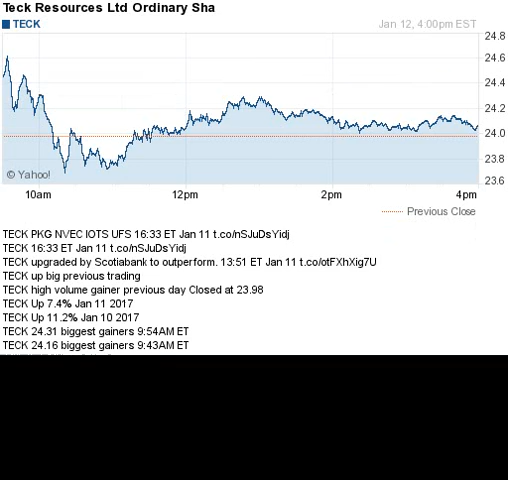 Teck Resources Ltd Ordinary Sha
TECK
Jan 12, 4:00pm EST
24.8
24.6
24.4
24.2
24.0
23.8
23.6
© Yahoo!
10am
12pm
2pm
4pm
Previous Close
TECK PKG NVEC IOTS UFS 16:33 ET Jan 11 t.co/nSJuDsYidj
TECK 16:33 ET Jan 11 t.co/nSJuDsYidj
TECK upgraded by Scotiabank to outperform. 13:51 ET Jan 11 t.co/otFXhXig7U
TECK up big previous trading
TECK high volume gainer previous day Closed at 23.98
TECK Up 7.4% Jan 11 2017
TECK Up 11.2% Jan 10 2017
TECK 24.31 biggest gainers 9:54AM ET
TECK 24.16 biggest gainers 9:43AM ET